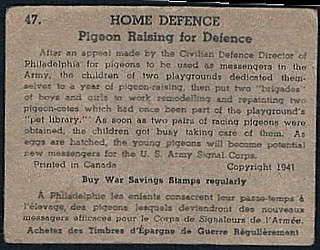 47. HOME DEFENCE
Pigeon Raising for Defence
After an appeal made by the Civilian Defence Director of
Philadelphia for pigeons to be used as messengers in the
Army, the children of two playgrounds dedicated them-
selves to a year of pigeon-raising, then put two "brigades"
of boys and girls to work remodelling and repainting two
pigeon-cotes which had once been part of the playground's
"pet library." As soon as two pairs of racing pigeons were
obtained, the children got busy taking care of them. As
eggs are hatched, the young pigeons will become potential
new messengers for the U. S. Army Signal Corps.
Printed in Canada Copyright 1941
Buy War Savings Stamps regularly
A Philadelphie les enfants consacrent leur passe-temps à
l'élevage, des pigeons lesquels deviendront des nouveaux
messagers efficaces pour le Corps de Signaleurs de l'Armée.
Achetez des Timbres d'Épargne de Guerre Régulièrement